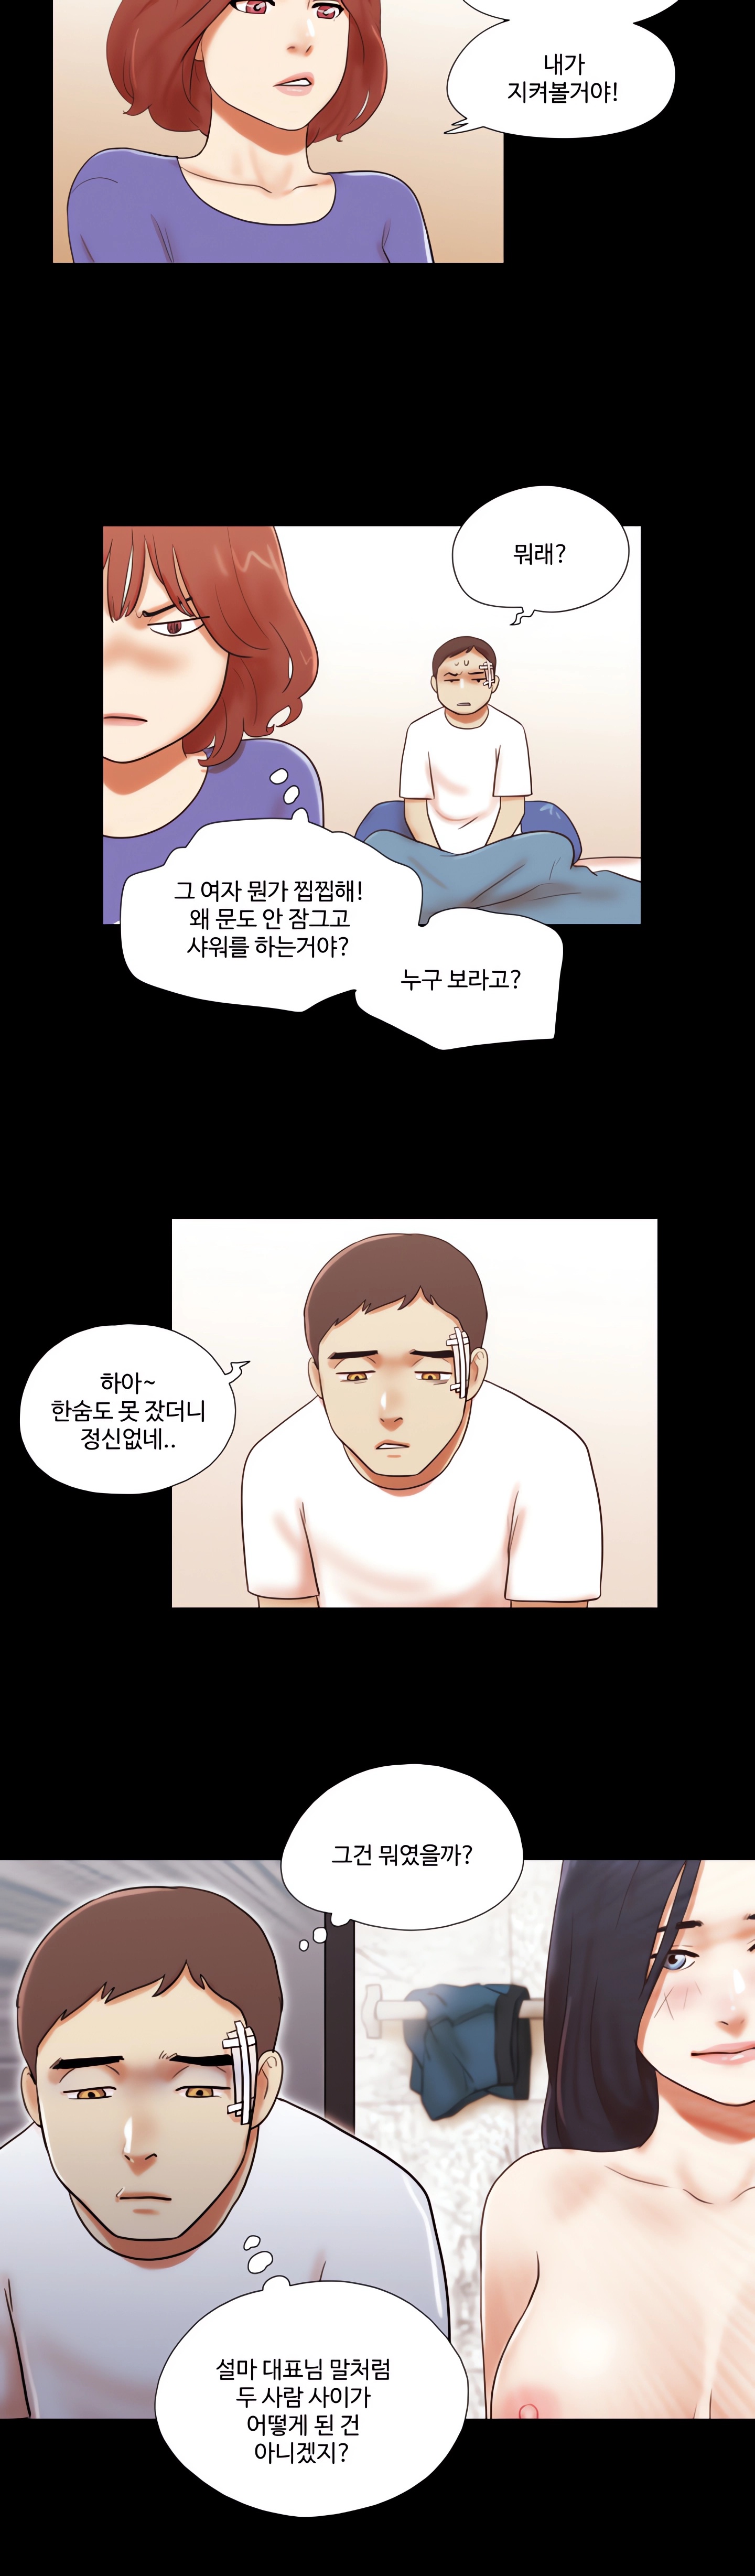 내가
지켜볼거야!
뭐래?
그 여자 뭔가 찝찝해!
왜 문도 안 잠그고
샤워를 하는거야?
누구 보라고?
하아~
한숨도 못 잤더니
정신없네..
그건 뭐였을까?
설마 대표님 말처럼
두 사람 사이가
어떻게 된 건
아니겠지?